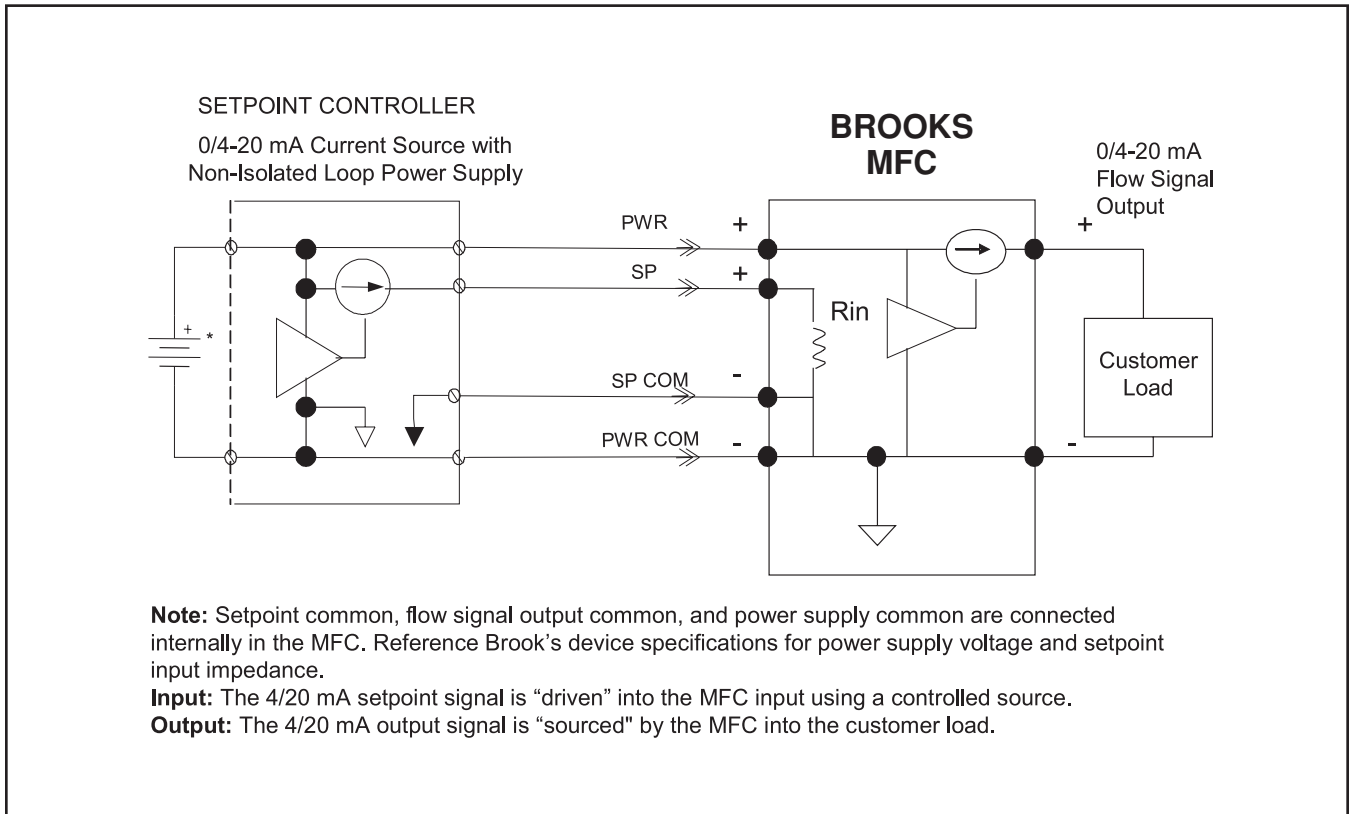 SETPOINT CONTROLLER
0/4-20 mA Current Source with
Non-Isolated Loop Power Supply
BROOKS
MFC
0/4-20 mA
Flow Signal
Output
PWR
+
+
SP
+
+
*
Rin
Customer
Load
SP COM
-
PWR COM
-
-
Note: Setpoint common, flow signal output common, and power supply common are connected
internally in the MFC. Reference Brook's device specifications for power supply voltage and setpoint
input impedance.
Input: The 4/20 mA setpoint signal is “driven” into the MFC input using a controlled source.
Output: The 4/20 mA output signal is “sourced" by the MFC into the customer load.